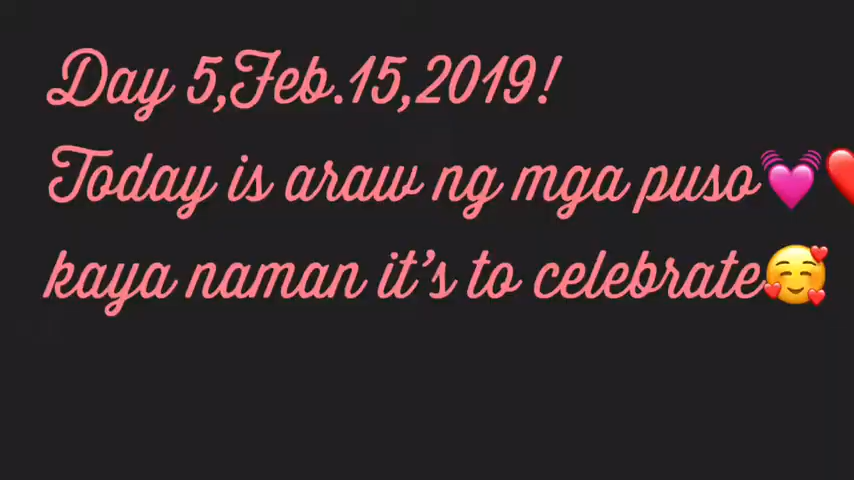 Day 5,Feb.15,2019!
Today is araw ng mga puso💓❤️
kaya naman it's to celebrate🥰